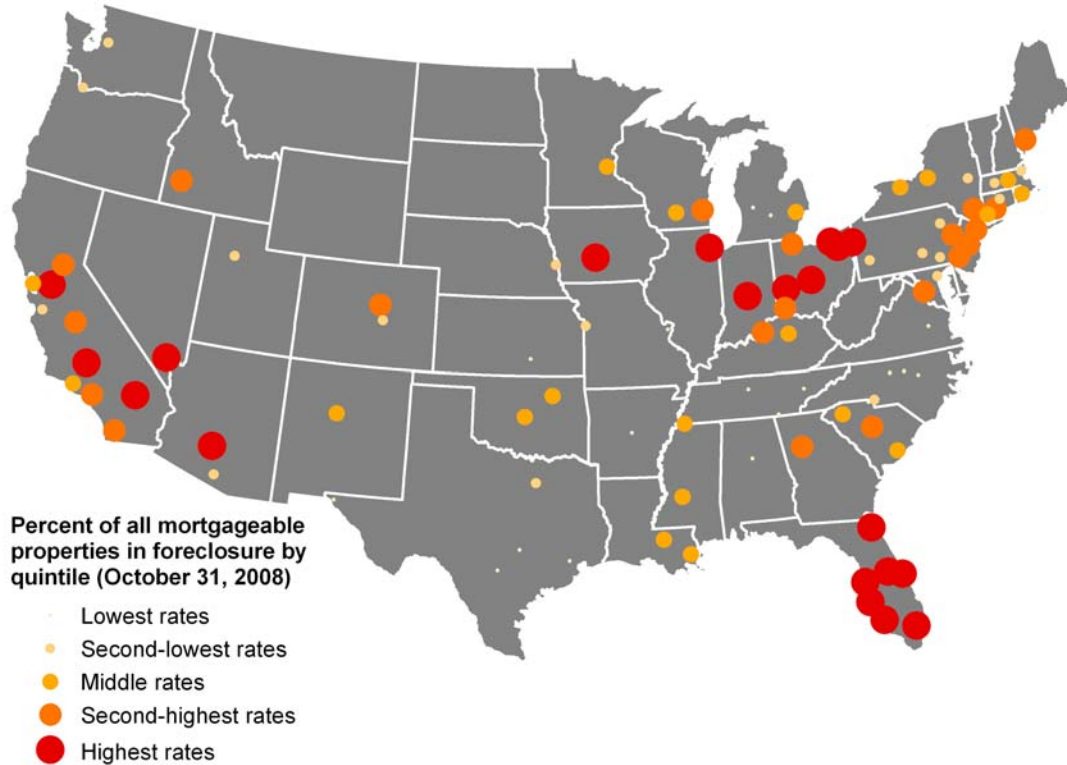 Percent of all mortgageable
properties in foreclosure by
quintile (October 31, 2008)
Lowest rates
Second-lowest rates
Middle rates
Second-highest rates
Highest rates